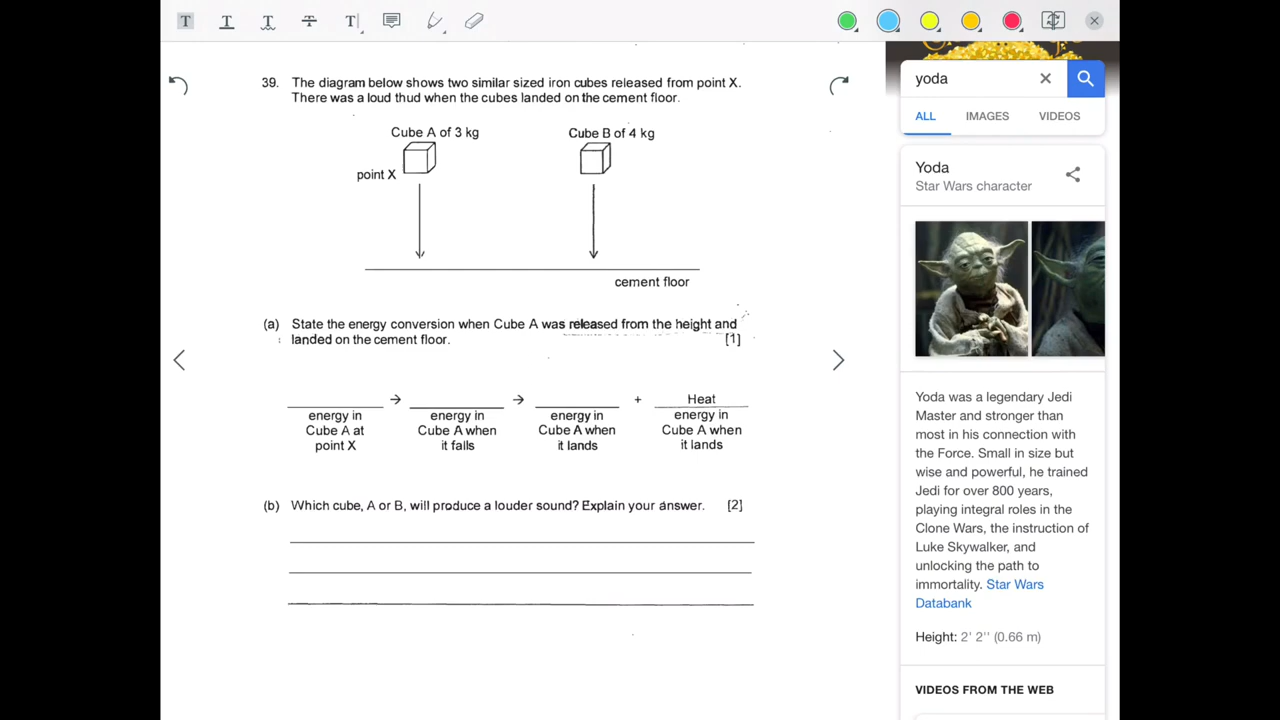 T T T T T
39. The diagram below shows two similar sized iron cubes released from point X.
There was a loud thud when the cubes landed on the cement floor.
Cube A of 3 kg
Cube B of 4 kg
point X
cement floor
(a) State the energy conversion when Cube A was released from the height and
landed on the cement floor. [1]
→ → + Heat
energy in energy in energy in energy in
Cube A at Cube A when Cube A when Cube A when
point X it falls it lands it lands
(b) Which cube, A or B, will produce a louder sound? Explain your answer. [2]
yoda
ALL IMAGES VIDEOS
Yoda
Star Wars character
Yoda was a legendary Jedi
Master and stronger than
most in his connection with
the Force. Small in size but
wise and powerful, he trained
Jedi for over 800 years,
playing integral roles in the
Clone Wars, the instruction of
Luke Skywalker, and
unlocking the path to
immortality. Star Wars
Databank
Height: 2' 2'' (0.66 m)
VIDEOS FROM THE WEB